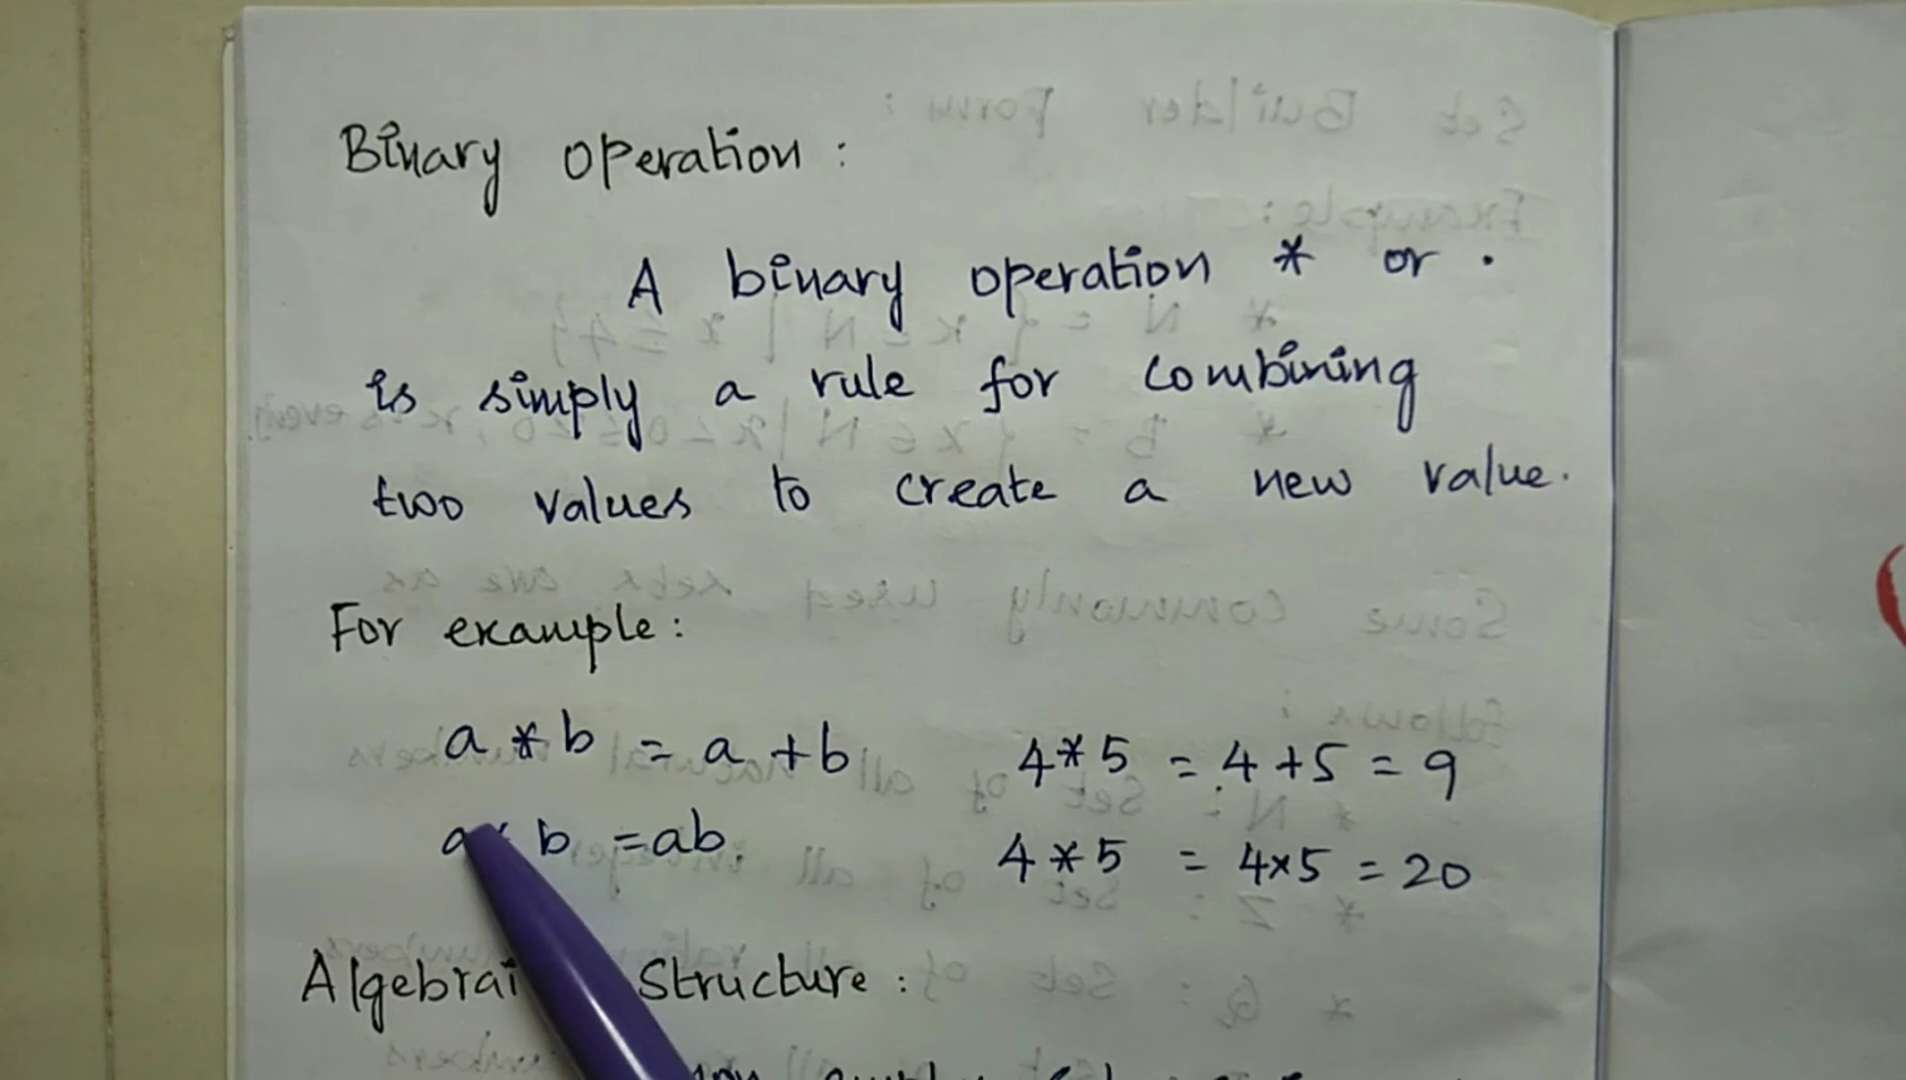 Binary operation :
A binary operation * or .
is simply a rule for combining
two values to create a new value.
For example :
a * b = a + b 4 * 5 = 4 + 5 = 9
a * b = ab. 4 * 5 = 4 x 5 = 20
Structure :